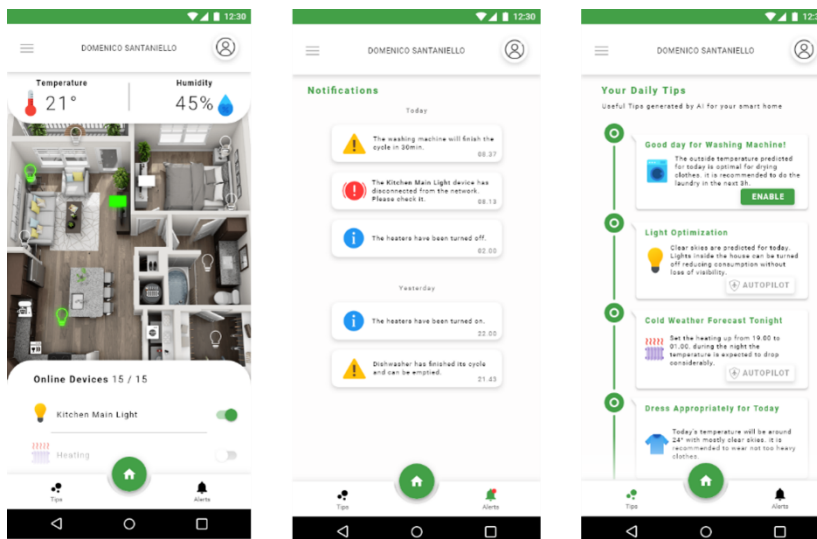 12:30
DOMENICO SANTANIELLO
Temperature
21°
Humidity
45%
Online Devices 15 / 15
Kitchen Main Light
Heating
Tips
Alerts
12:30
DOMENICO SANTANIELLO
Notifications
Today
The washing machine will finish the
cycle in 30min.
08.37
The Kitchen Main Light device has
disconnected from the network.
Please check it.
08.13
The heaters have been turned off.
02.00
Yesterday
The heaters have been turned on.
22.00
Dishwasher has finished its cycle
and can be emptied.
21.43
Alerts
12:3
DOMENICO SANTANIELLO
Your Daily Tips
Useful Tips generated by AI for your smart home
Good day for Washing Machine!
The outside temperature predicted
for today is optimal for drying
clothes. it is recommended to do the
laundry in the next 3h.
ENABLE
Light Optimization
Clear skies are predicted for today.
Lights inside the house can be turned
off reducing consumption without
loss of visibility.
AUTOPILOT
Cold Weather Forecast Tonight
Set the heating up from 19.00 to
01.00. during the night the
temperature is expected to drop
considerably.
AUTOPILOT
Dress Appropriately for Today
Today's temperature will be around
24° with mostly clear skies. it is
recommended to wear not too heavy
clothes.
Tips
Alerts